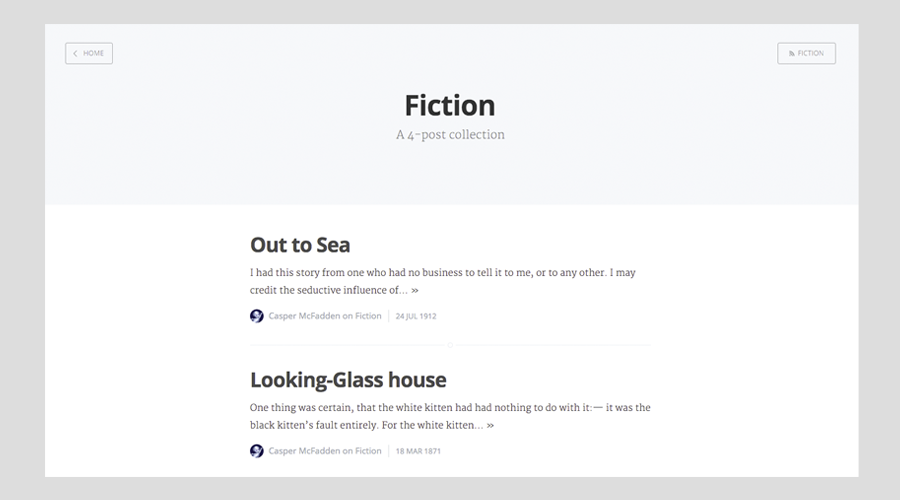 HOME
FICTION
Fiction
A 4-post collection
Out to Sea
I had this story from one who had no business to tell it to me, or to any other. I may
credit the seductive influence of... »
Casper McFadden on Fiction | 24 JUL 1912
Looking-Glass house
One thing was certain, that the white kitten had had nothing to do with it:— it was the
black kitten's fault entirely. For the white kitten... »
Casper McFadden on Fiction | 18 MAR 1871